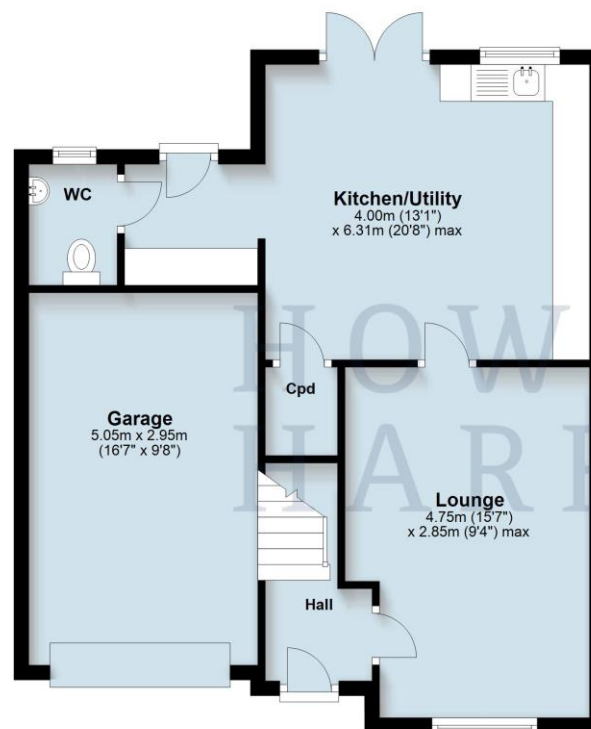 WC
Kitchen/Utility
4.00m (13'1")
x 6.31m (20'8") max
Cpd
Garage
5.05m x 2.95m
(16'7" x 9'8")
Lounge
4.75m (15'7")
x 2.85m (9'4") max
Hall
HOW
HAR